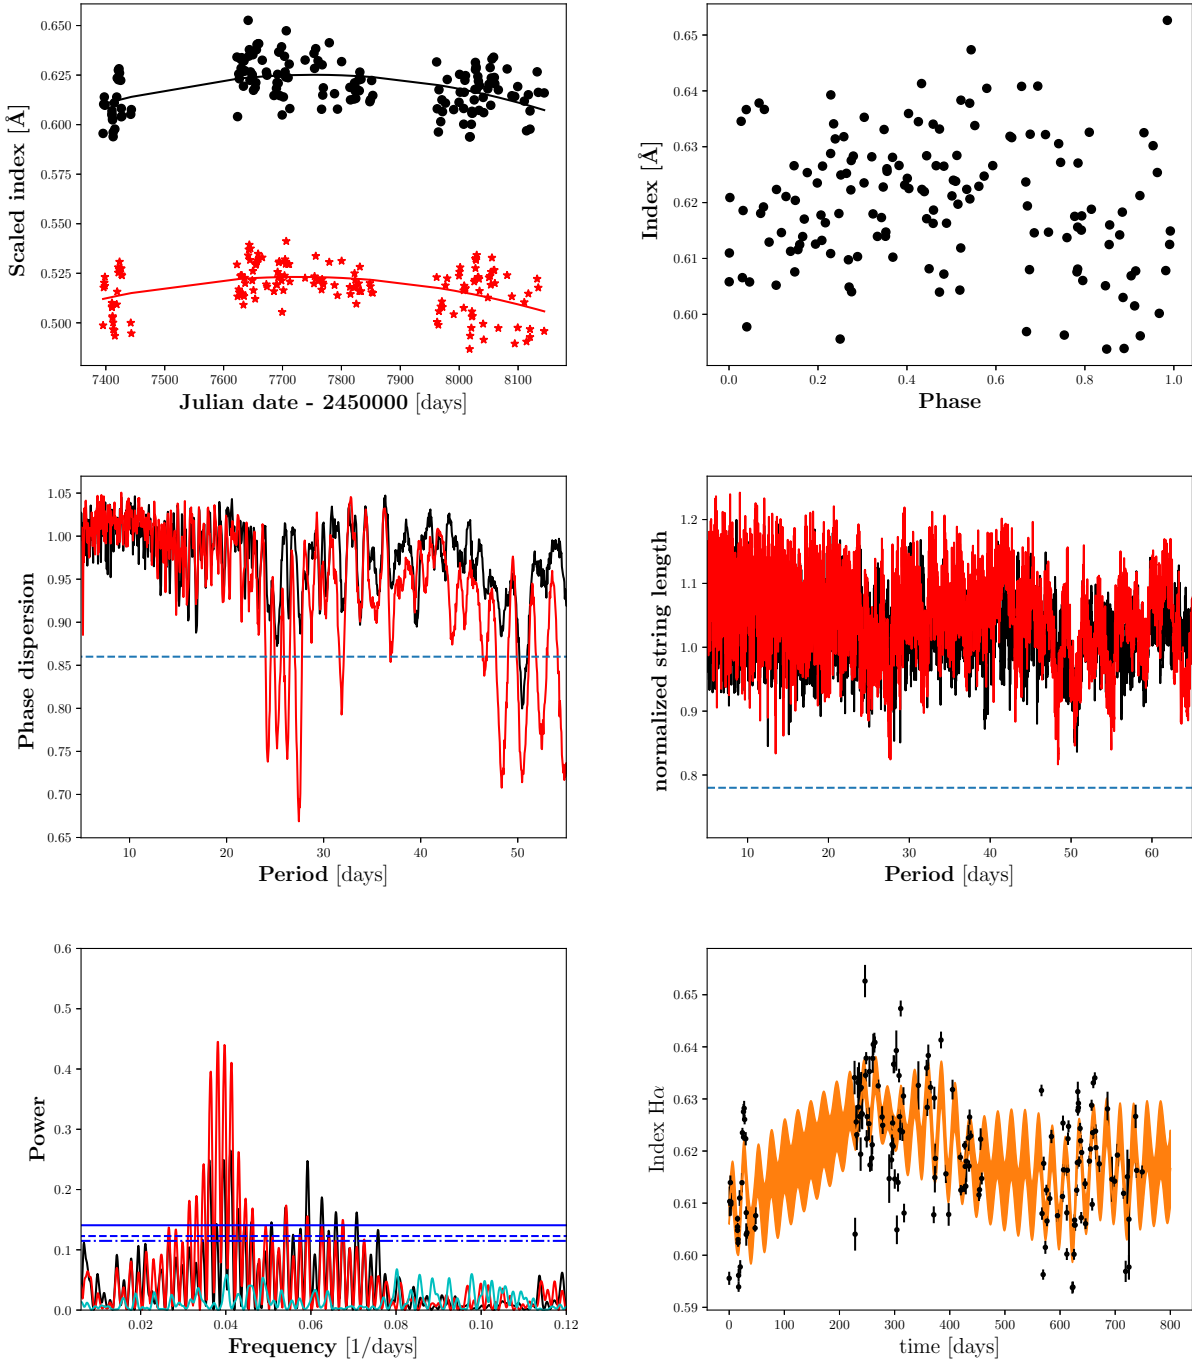 0.650
0.625
0.600
0.575
0.550
0.525
0.500
Scaled index [Å]
7400 7500 7600 7700 7800 7900 8000 8100
Julian date - 2450000 [days]
0.65
0.64
0.63
0.62
0.61
0.60
Index [Å]
0.0 0.2 0.4 0.6 0.8 1.0
Phase
1.05
1.00
0.95
0.90
0.85
0.80
0.75
0.70
0.65
Phase dispersion
10 20 30 40 50
Period [days]
1.2
1.1
1.0
0.9
0.8
normalized string length
10 20 30 40 50 60
Period [days]
0.6
0.5
0.4
0.3
0.2
0.1
0.0
Power
0.02 0.04 0.06 0.08 0.10 0.12
Frequency [1/days]
0.65
0.64
0.63
0.62
0.61
0.60
0.59
Index Hα
0 100 200 300 400 500 600 700 800
time [days]